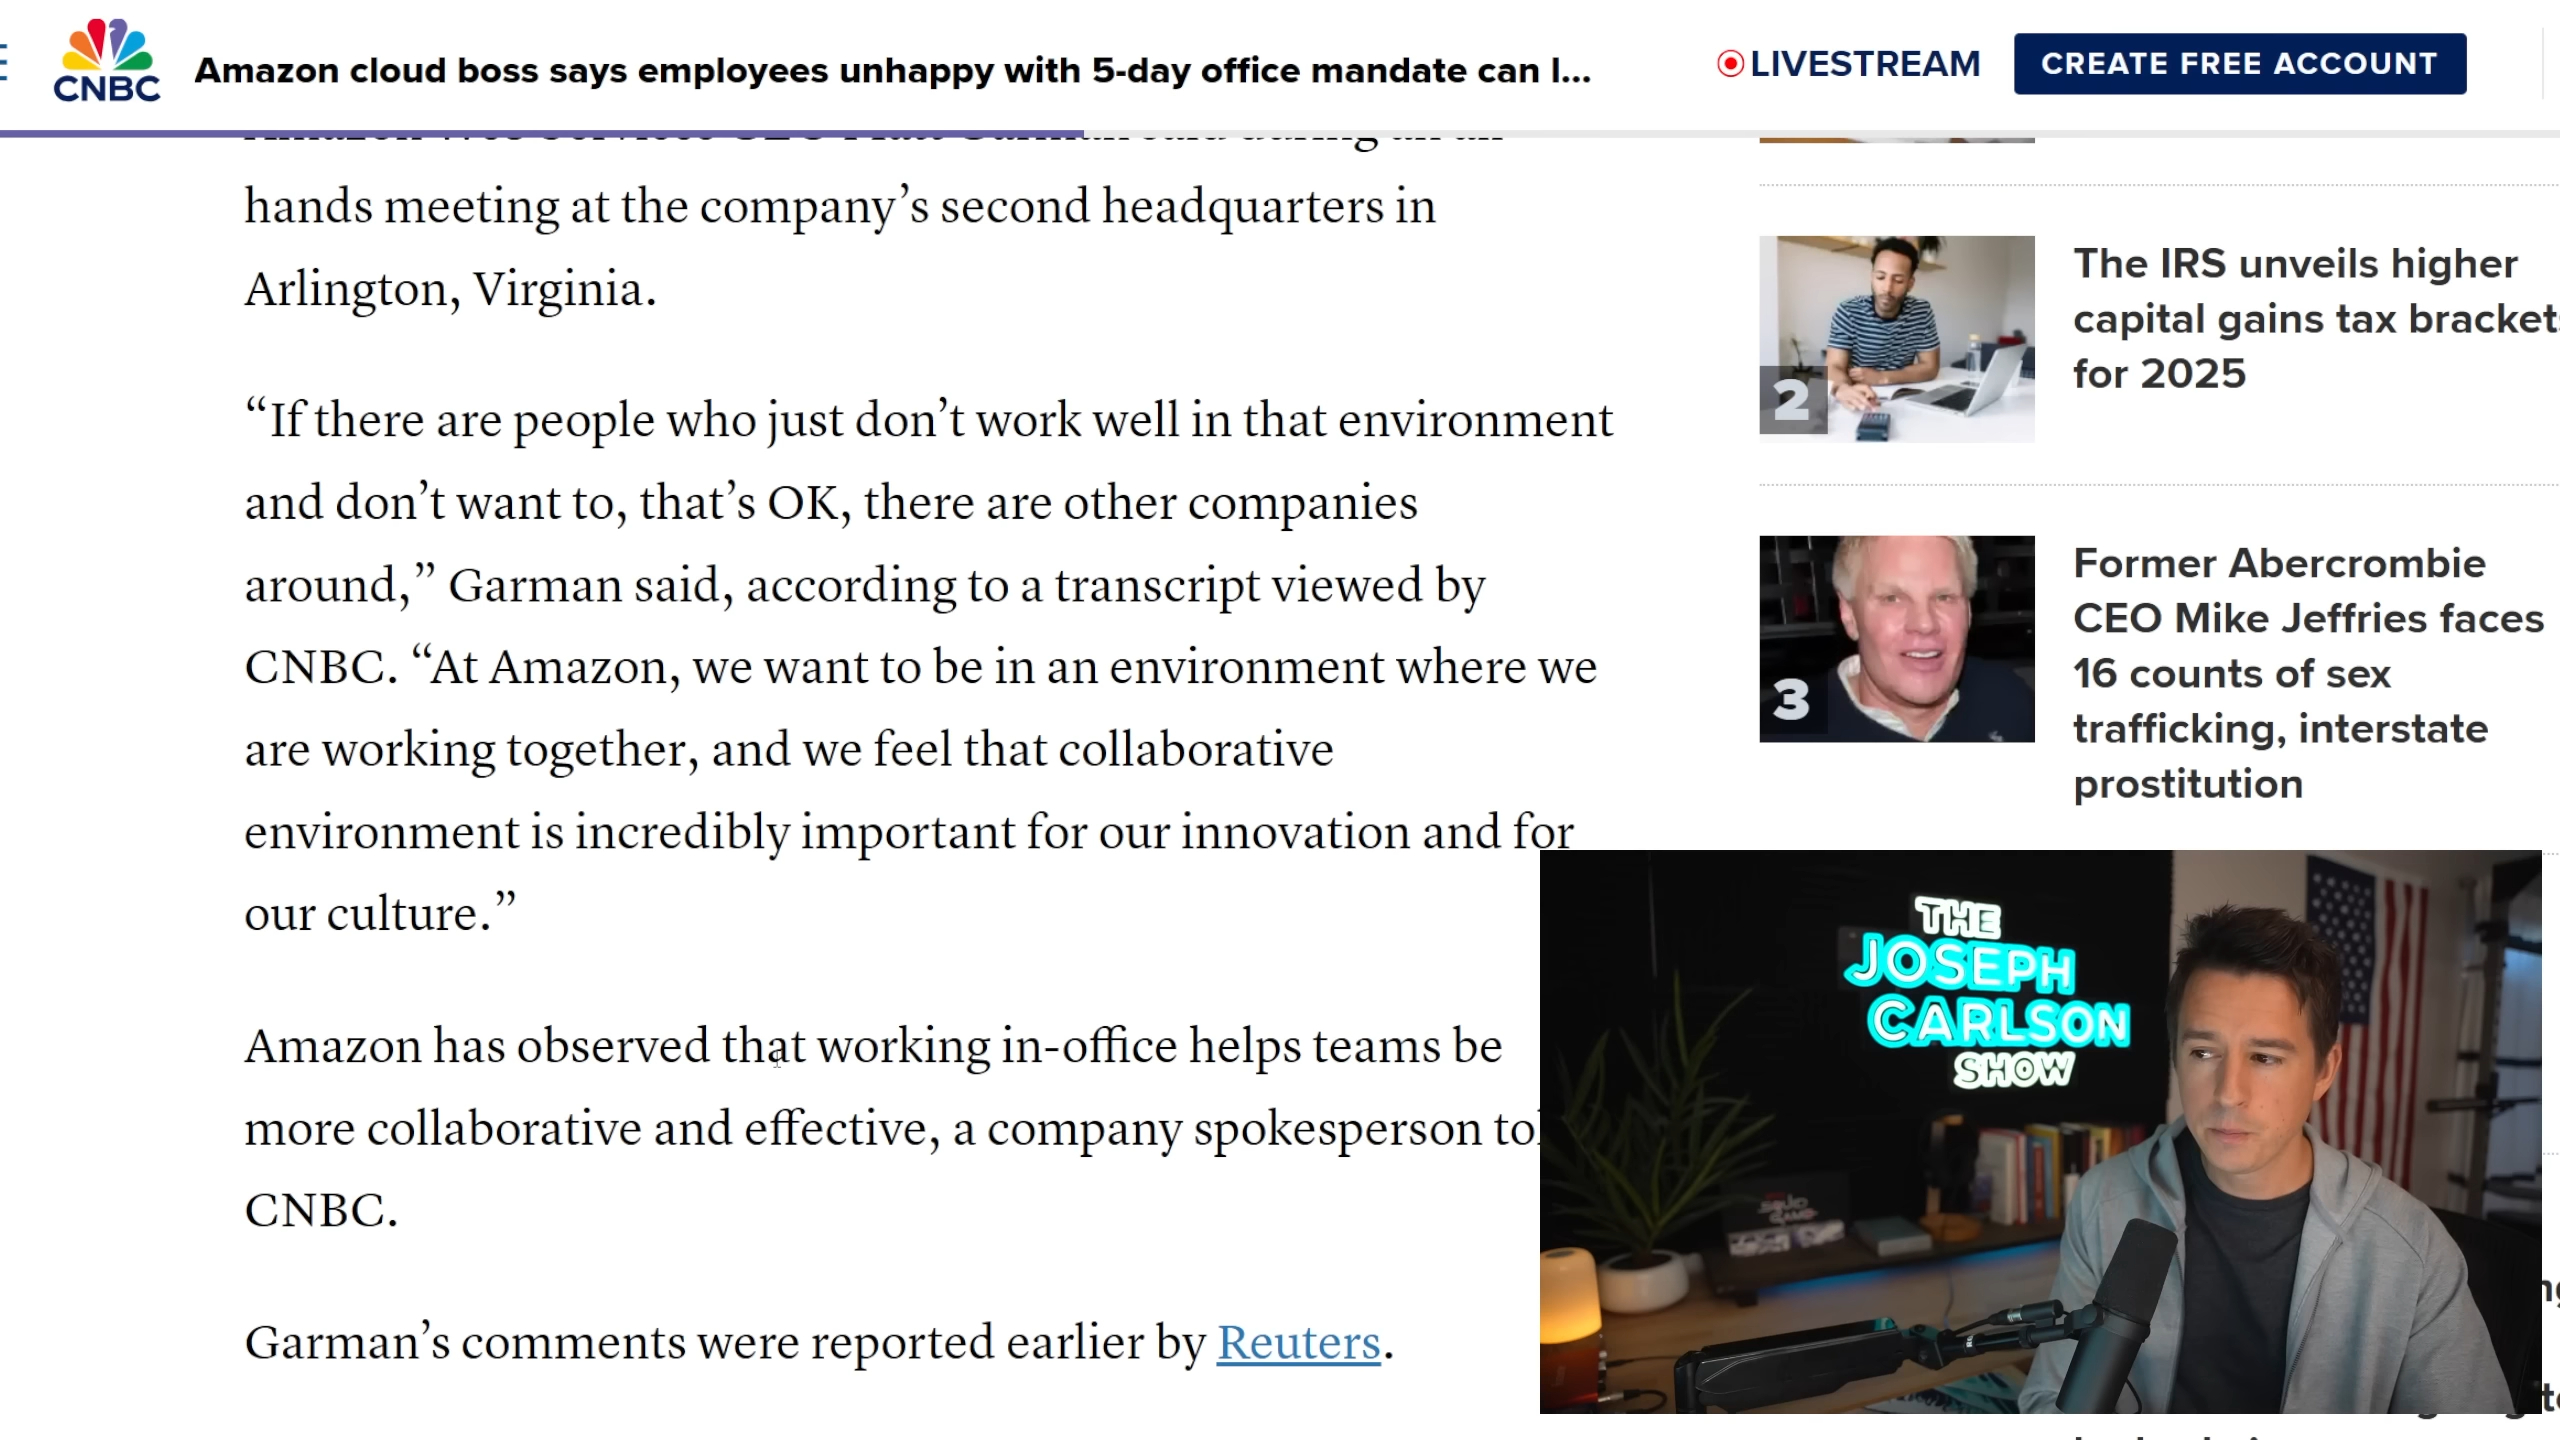 CNBC
Amazon cloud boss says employees unhappy with 5-day office mandate can l...
LIVESTREAM
CREATE FREE ACCOUNT
hands meeting at the company’s second headquarters in
Arlington, Virginia.
“If there are people who just don’t work well in that environment
and don’t want to, that’s OK, there are other companies
around,” Garman said, according to a transcript viewed by
CNBC. “At Amazon, we want to be in an environment where we
are working together, and we feel that collaborative
environment is incredibly important for our innovation and for
our culture.”
Amazon has observed that working in-office helps teams be
more collaborative and effective, a company spokesperson
CNBC.
Garman’s comments were reported earlier by Reuters.
2
The IRS unveils higher
capital gains tax
for 2025
3
Former Abercrombie
CEO Mike Jeffries faces
16 counts of sex
trafficking, interstate
prostitution
THE
JOSEPH
CARLSON
SHOW